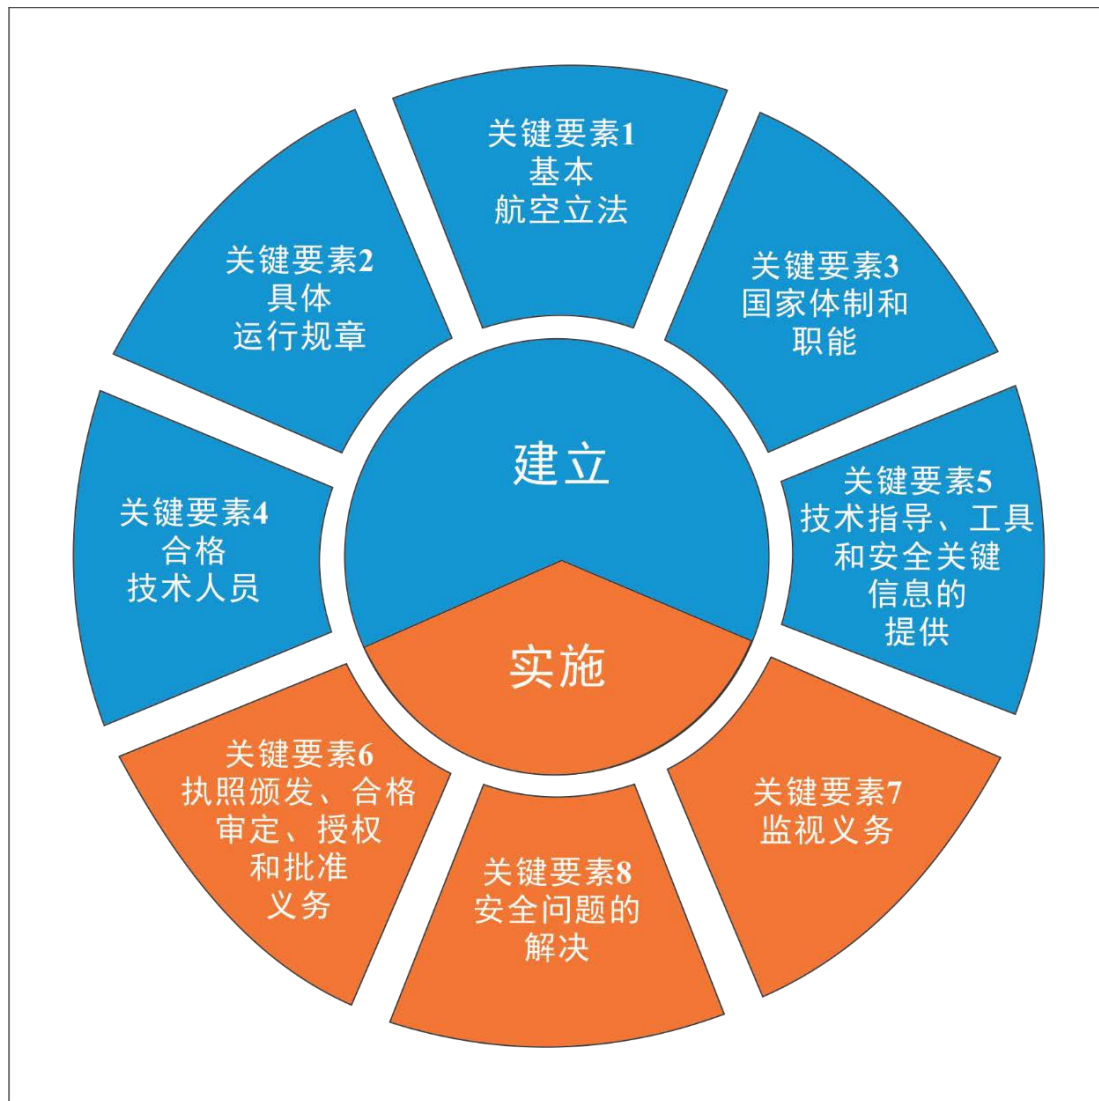 关键要素1
基本
航空立法
关键要素2
具体
运行规章
关键要素3
国家体制和
职能
关键要素4
合格
技术人员
关键要素5
技术指导、工具
和安全关键
信息的
提供
建立
实施
关键要素6
执照颁发、合格
审定、授权
和批准
义务
关键要素7
监视义务
关键要素8
安全问题的
解决